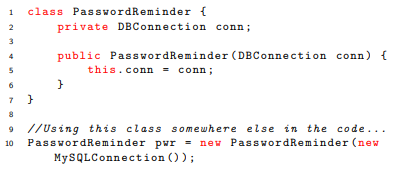 1 class PasswordReminder {
2 private DBConnection conn;
3
4 public PasswordReminder(DBConnection conn) {
5 this.conn = conn;
6 }
7 }
8
9 //Using this class somewhere else in the code...
10 PasswordReminder pwr = new PasswordReminder(new
MySQLConnection());